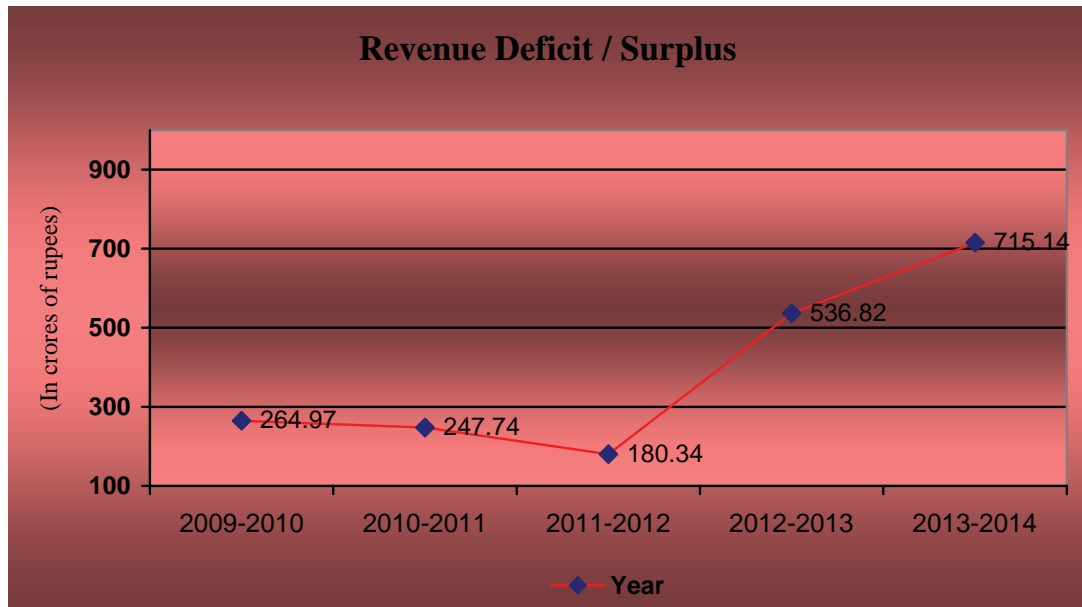 Revenue Deficit / Surplus
(In crores of rupees)
900
700
500
300
100
264.97
247.74
180.34
536.82
715.14
2009-2010 2010-2011 2011-2012 2012-2013 2013-2014
Year